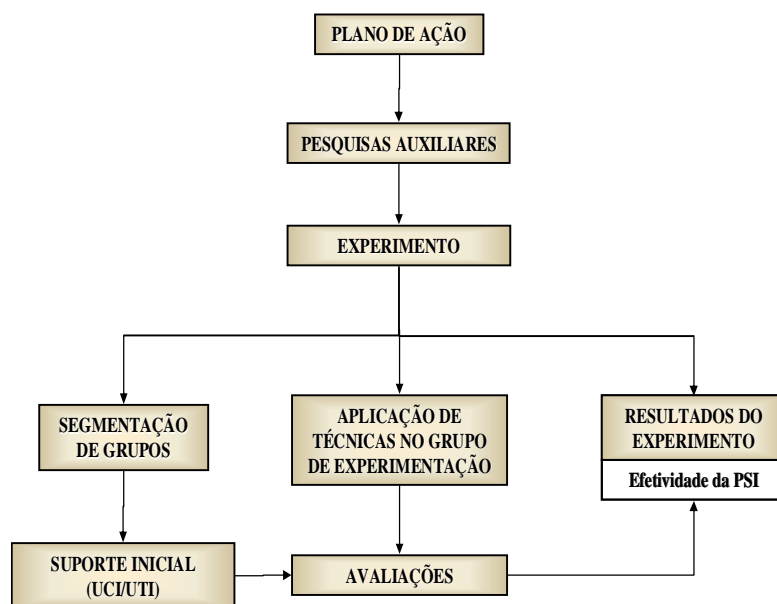 PLANO DE AÇÃO
PESQUISAS AUXILIARES
EXPERIMENTO
SEGMENTAÇÃO
DE GRUPOS
APLICAÇÃO DE
TÉCNICAS NO GRUPO
DE EXPERIMENTAÇÃO
RESULTADOS DO
EXPERIMENTO
Efetividade da PSI
SUPORTE INICIAL
(UCI/UTI)
AVALIAÇÕES